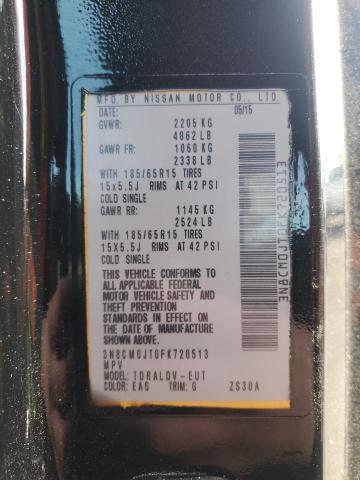 MFD. BY NISSAN MOTOR CO., LTD.
DATE: 05/15
GVWR: 2205 KG
4862 LB
GAWR FR: 1060 KG
2338 LB
WITH 185/65R15 TIRES
15x5.5J RIMS AT 42 PSI
COLD SINGLE
GAWR RR: 1145 KG
2524 LB
WITH 185/65R15 TIRES
15X5.5J RIMS AT 42 PSI
COLD SINGLE
THIS VEHICLE CONFORMS TO
ALL APPLICABLE FEDERAL
MOTOR VEHICLE SAFETY AND
THEFT PREVENTION
STANDARDS IN EFFECT ON
THE DATE OF MANUFACTURE
SHOWN ABOVE.
3N8CM0JT0FK720513
MPV
MODEL: TDRALDV-EUT
COLOR: EAS TRIM: G ZS30A
3N8CM0JT0FK720513